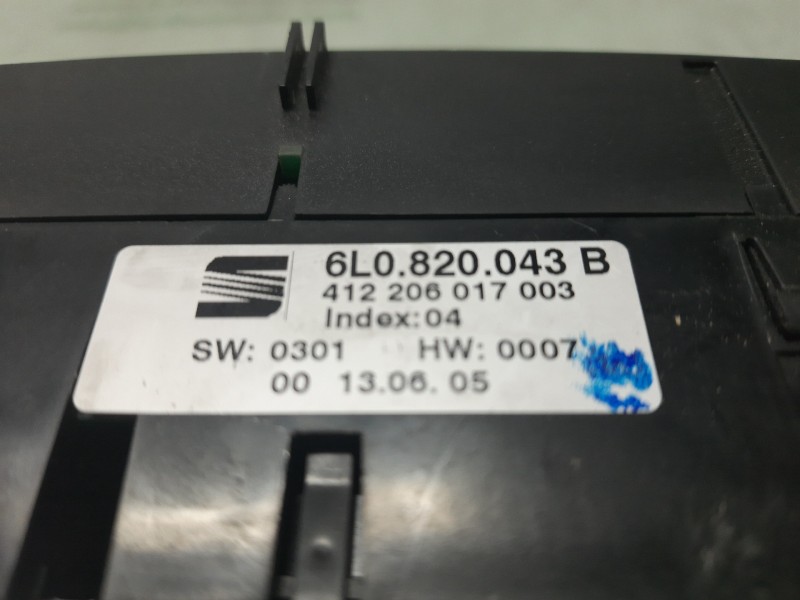 6L0.820.043 B
412 206 017 003
Index:04
SW: 0301 HW: 0007
00 13.06.05